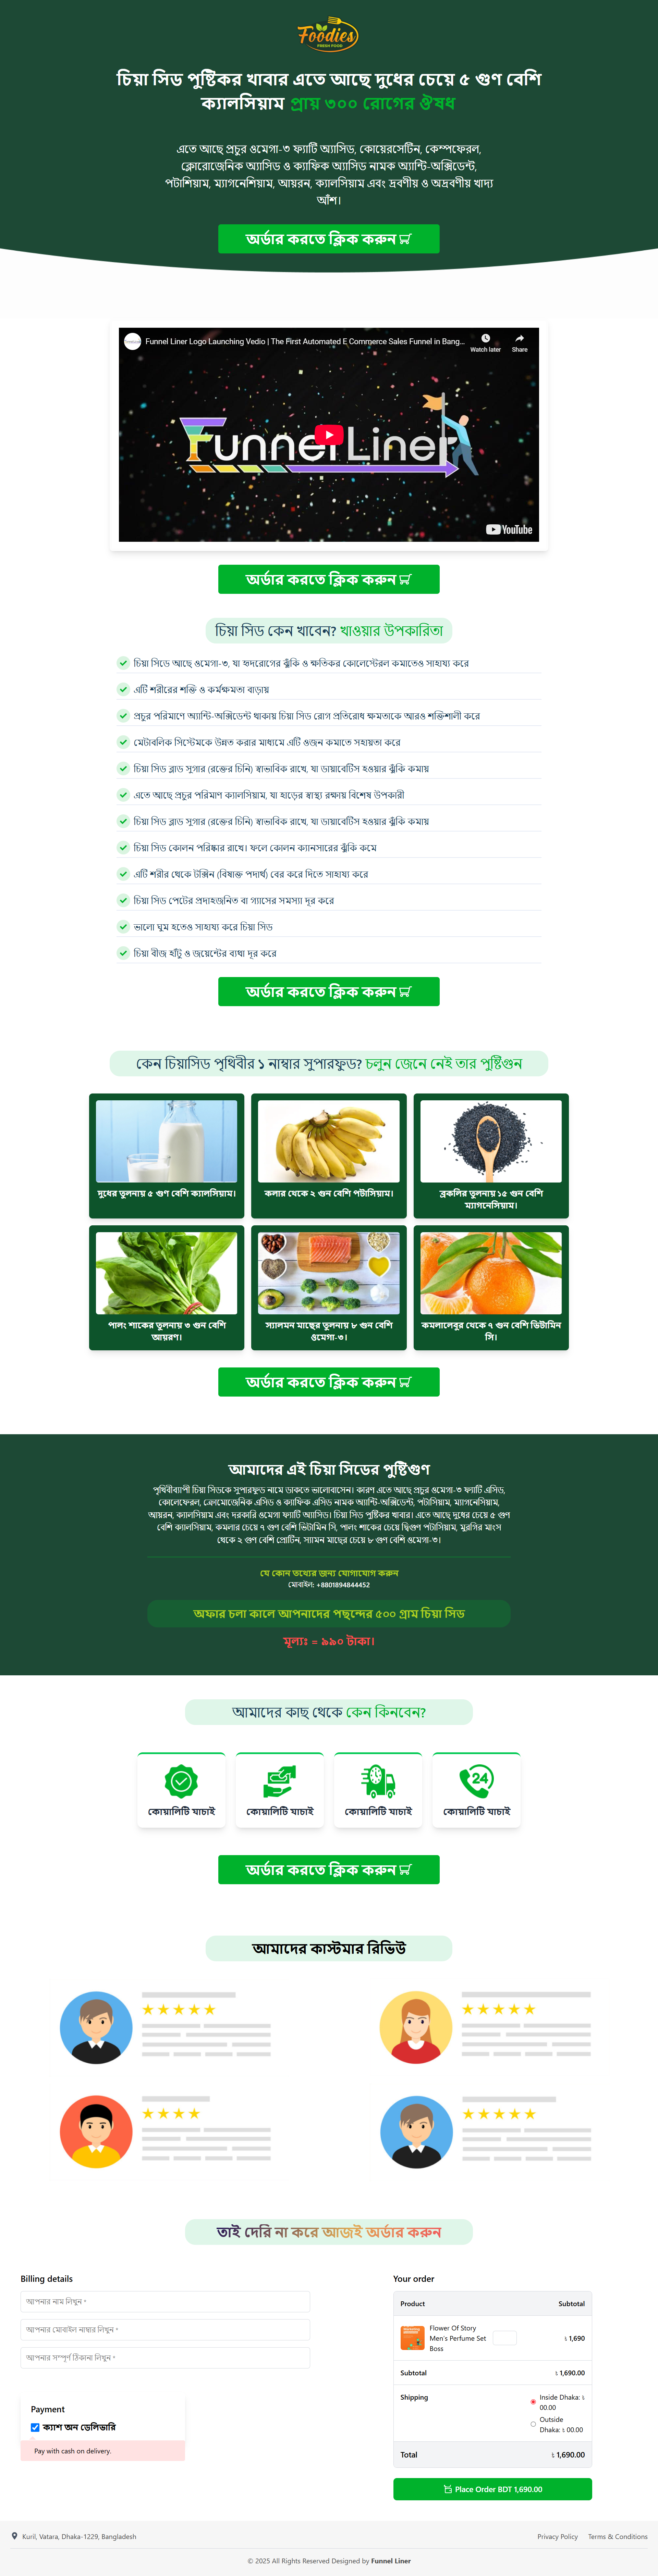 Foodies
FRESH FOOD
চিয়া সিড পুষ্টিকর খাবার এতে আছে দুধের চেয়ে ৫ গুণ বেশি
ক্যালসিয়াম প্রায় ৩০০ রোগের ঔষধ
এতে আছে প্রচুর ওমেগা-৩ ফ্যাটি অ্যাসিড, কোয়েরসেটিন, কেম্পফেরল,
ক্লোরোজেনিক অ্যাসিড ও ক্যাফিক অ্যাসিড নামক অ্যান্টি-অক্সিডেন্ট,
পটাশিয়াম, ম্যাগনেশিয়াম, আয়রন, ক্যালসিয়াম এবং দ্রবণীয় ও অদ্রবণীয় খাদ্য
আঁশ।
অর্ডার করতে ক্লিক করুন
Funnel Liner Logo Launching Vedio | The First Automated E Commerce Sales Funnel in Bang...
Watch later
Share
FunnelLiner
YouTube
অর্ডার করতে ক্লিক করুন
চিয়া সিড কেন খাবেন? খাওয়ার উপকারিতা
চিয়া সিডে আছে ওমেগা-৩, যা হৃদরোগের ঝুঁকি ও ক্ষতিকর কোলেস্টেরল কমাতেও সাহায্য করে
এটি শরীরের শক্তি ও কর্মক্ষমতা বাড়ায়
প্রচুর পরিমাণে অ্যান্টি-অক্সিডেন্ট থাকায় চিয়া সিড রোগ প্রতিরোধ ক্ষমতাকে আরও শক্তিশালী করে
মেটাবলিক সিস্টেমকে উন্নত করার মাধ্যমে এটি ওজন কমাতে সহায়তা করে
চিয়া সিড ব্লাড সুগার (রক্তের চিনি) স্বাভাবিক রাখে, যা ডায়াবেটিস হওয়ার ঝুঁকি কমায়
এতে আছে প্রচুর পরিমাণ ক্যালসিয়াম, যা হাড়ের স্বাস্থ্য রক্ষায় বিশেষ উপকারী
চিয়া সিড ব্লাড সুগার (রক্তের চিনি) স্বাভাবিক রাখে, যা ডায়াবেটিস হওয়ার ঝুঁকি কমায়
চিয়া সিড কোলন পরিষ্কার রাখে। ফলে কোলন ক্যানসারের ঝুঁকি কমে
এটি শরীর থেকে টক্সিন (বিষাক্ত পদার্থ) বের করে দিতে সাহায্য করে
চিয়া সিড পেটের প্রদাহজনিত বা গ্যাসের সমস্যা দূর করে
ভালো ঘুম হতেও সাহায্য করে চিয়া সিড
চিয়া বীজ হাঁটু ও জয়েন্টের ব্যথা দূর করে
অর্ডার করতে ক্লিক করুন
কেন চিয়াসিড পৃথিবীর ১ নাম্বার সুপারফুড? চলুন জেনে নেই তার পুষ্টিগুন
দুধের তুলনায় ৫ গুণ বেশি ক্যালসিয়াম।
কলার থেকে ২ গুন বেশি পটাসিয়াম।
ব্রকলির তুলনায় ১৫ গুন বেশি
ম্যাগনেসিয়াম।
পালং শাকের তুলনায় ৩ গুন বেশি
আয়রণ।
স্যালমন মাছের তুলনায় ৮ গুন বেশি
ওমেগা-৩।
কমলালেবুর থেকে ৭ গুন বেশি ভিটামিন
সি।
অর্ডার করতে ক্লিক করুন
আমাদের এই চিয়া সিডের পুষ্টিগুণ
পৃথিবীব্যাপী চিয়া সিডকে সুপারফুড নামে ডাকতে ভালোবাসেন। কারণ এতে আছে প্রচুর ওমেগা-৩ ফ্যাটি এসিড,
কোলেফেরল, ক্লোমোজেনিক এসিড ও ক্যাফিক এসিড নামক অ্যান্টি-অক্সিডেন্ট, পটাসিয়াম, ম্যাগনেসিয়াম,
আয়রন, ক্যালসিয়াম এবং দরকারি ওমেগা ফ্যাটি অ্যাসিড। চিয়া সিড পুষ্টিকর খাবার। এতে আছে দুধের চেয়ে ৫ গুণ
বেশি ক্যালসিয়াম, কমলার চেয়ে ৭ গুণ বেশি ভিটামিন সি, পালং শাকের চেয়ে দ্বিগুণ পটাসিয়াম, মুরগির মাংস
থেকে ২ গুণ বেশি প্রোটিন, স্যামন মাছের চেয়ে ৮ গুণ বেশি ওমেগা-৩।
যে কোন তথ্যের জন্য যোগাযোগ করুন
মোবাইল: +8801894844452
অফার চলা কালে আপনাদের পছন্দের ৫০০ গ্রাম চিয়া সিড
মূল্যঃ = ৯৯০ টাকা।
আমাদের কাছ থেকে কেন কিনবেন?
কোয়ালিটি যাচাই
কোয়ালিটি যাচাই
কোয়ালিটি যাচাই
24
কোয়ালিটি যাচাই
অর্ডার করতে ক্লিক করুন
আমাদের কাস্টমার রিভিউ
তাই দেরি না করে আজই অর্ডার করুন
Billing details
আপনার নাম লিখুন *
আপনার মোবাইল নাম্বার লিখুন *
আপনার সম্পূর্ণ ঠিকানা লিখুন *
Payment
ক্যাশ অন ডেলিভারি
Pay with cash on delivery.
Your order
Product Subtotal
Flower Of Story
Men's Perfume Set
Boss
৳ 1,690
Subtotal ৳ 1,690.00
Shipping
Inside Dhaka: ৳
00.00
Outside
Dhaka: ৳ 00.00
Total ৳ 1,690.00
Place Order BDT 1,690.00
Kuril, Vatara, Dhaka-1229, Bangladesh
Privacy Policy Terms & Conditions
© 2025 All Rights Reserved Designed by Funnel Liner